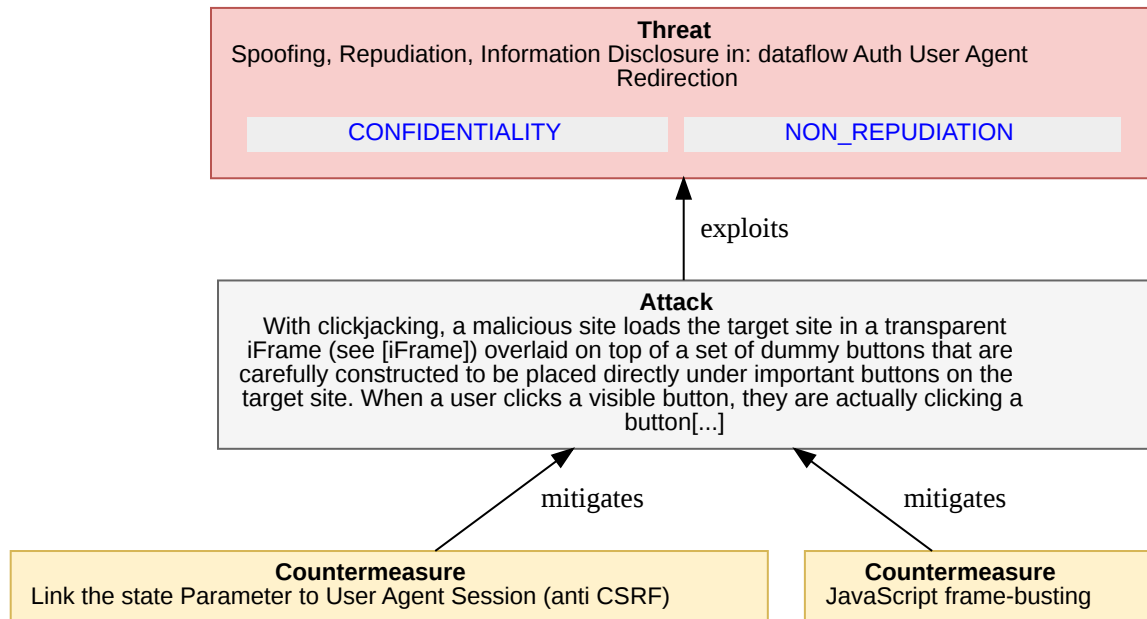 Threat
Spoofing, Repudiation, Information Disclosure in: dataflow Auth User Agent
Redirection
CONFIDENTIALITY
NON_REPUDIATION
exploits
Attack
With clickjacking, a malicious site loads the target site in a transparent
iFrame (see [iFrame]) overlaid on top of a set of dummy buttons that are
carefully constructed to be placed directly under important buttons on the
target site. When a user clicks a visible button, they are actually clicking a
button[...]
mitigates
mitigates
Countermeasure
Link the state Parameter to User Agent Session (anti CSRF)
Countermeasure
JavaScript frame-busting